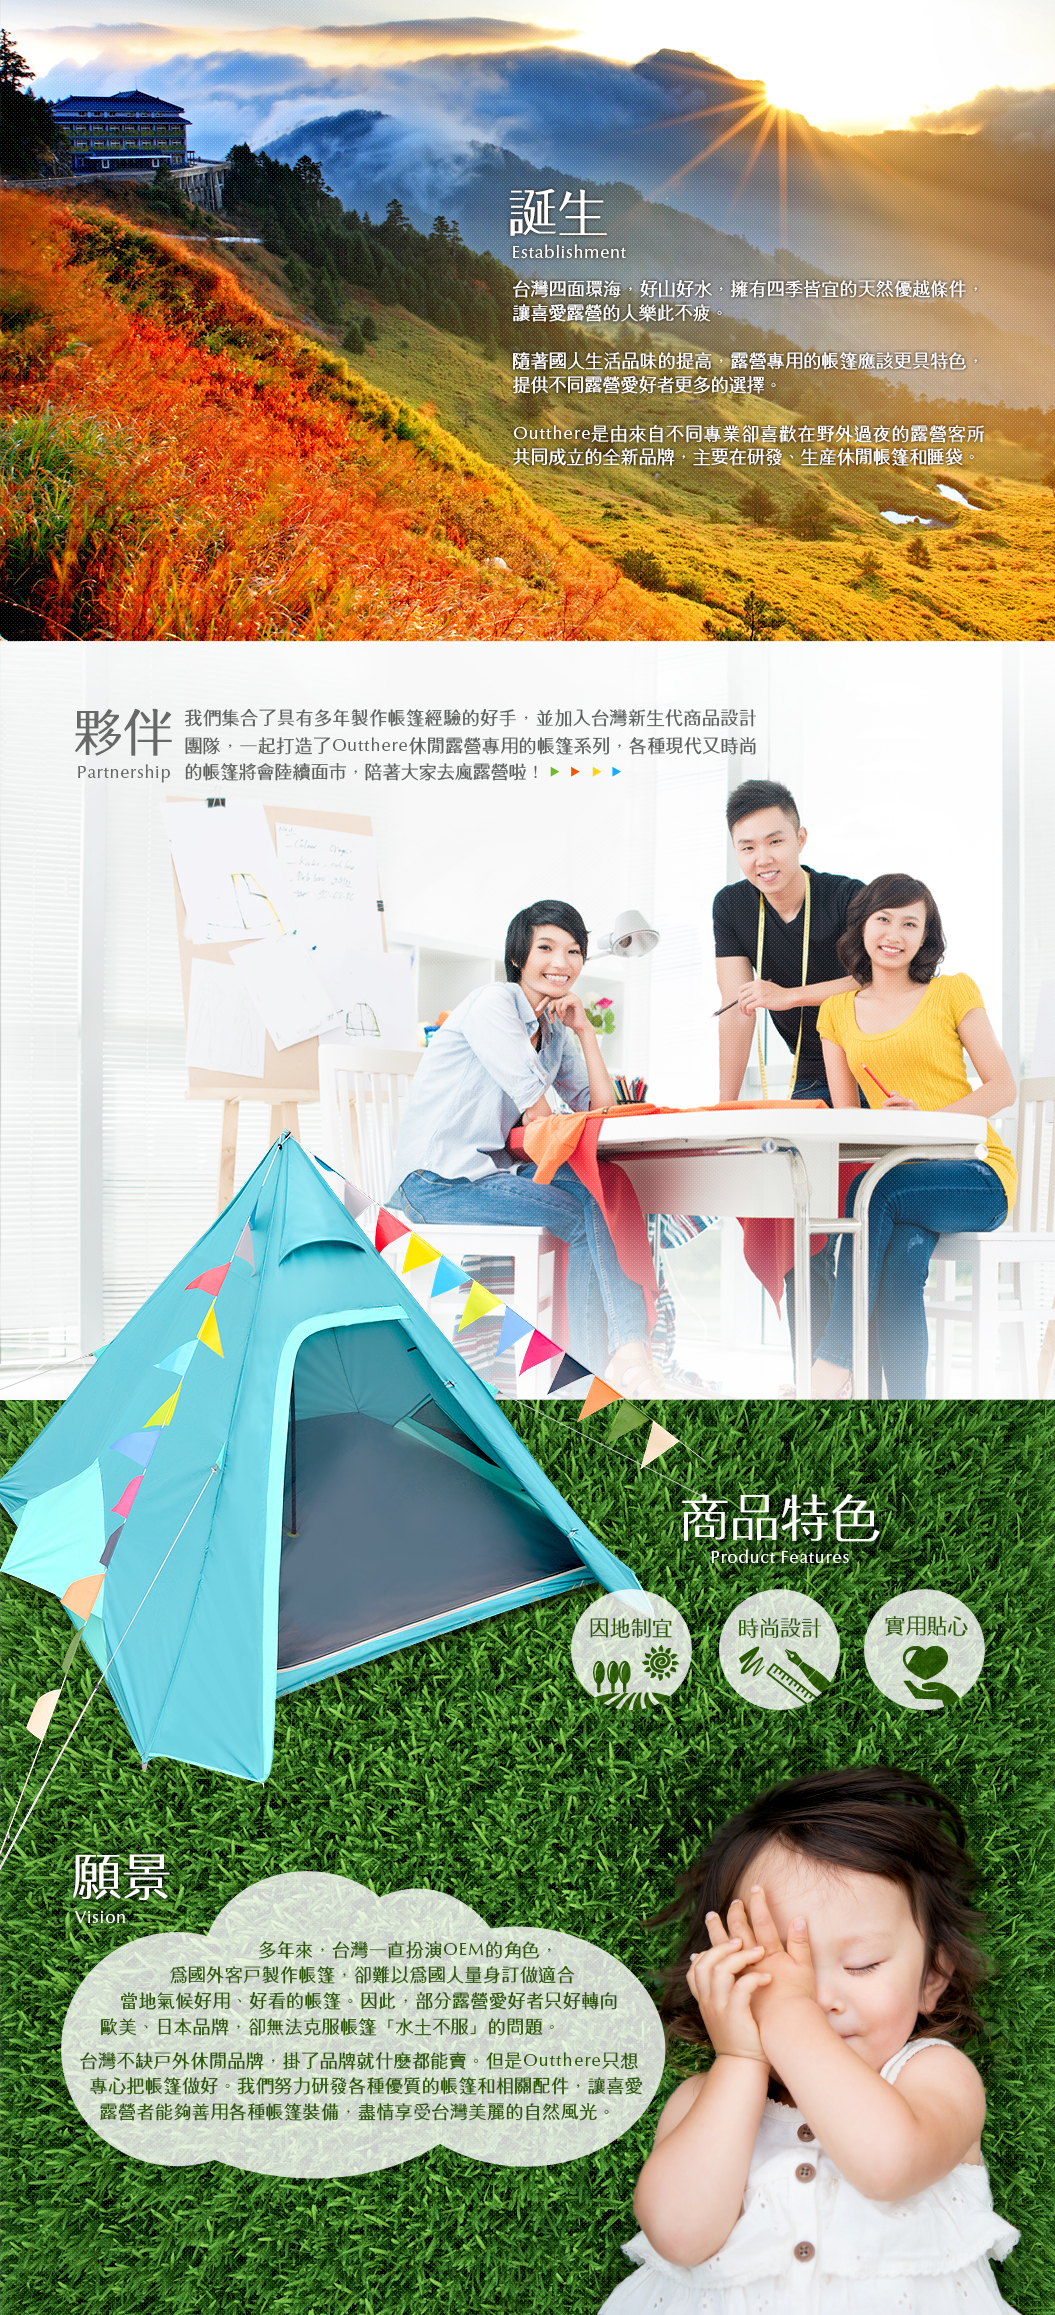 誕生
Establishment
台灣四面環海，好山好水，擁有四季皆宜的天然優越條件，
讓喜愛露營的人樂此不疲。
隨著國人生活品味的提高，露營專用的帳篷應該更具特色，
提供不同露營愛好者更多的選擇。
Outthere是由來自不同專業卻喜歡在野外過夜的露營客所
共同成立的全新品牌，主要在研發、生產休閒帳篷和睡袋。
夥伴
Partnership
我們集合了具有多年製作帳篷經驗的好手，並加入台灣新生代商品設計
團隊，一起打造了Outthere休閒露營專用的帳篷系列，各種現代又時尚
的帳篷將會陸續面市，陪著大家去瘋露營啦！
商品特色
Product Features
因地制宜
時尚設計
實用貼心
願景
Vision
多年來，台灣一直扮演OEM的角色，
為國外客戶製作帳篷，卻難以為國人量身訂做適合
當地氣候好用、好看的帳篷。因此，部分露營愛好者只好轉向
歐美、日本品牌，卻無法克服帳篷「水土不服」的問題。
台灣不缺戶外休閒品牌，掛了品牌就什麼都能賣。但是Outthere只想
專心把帳篷做好。我們努力研發各種優質的帳篷和相關配件，讓喜愛
露營者能夠善用各種帳篷裝備，盡情享受台灣美麗的自然風光。